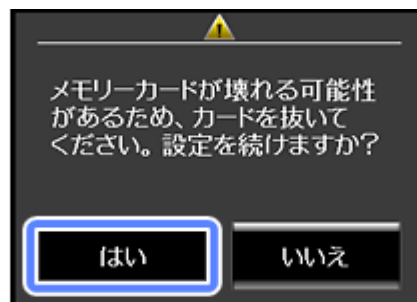 メモリーカードが壊れる可能性
があるため、カードを抜いて
ください。設定を続けますか?
はい
いいえ